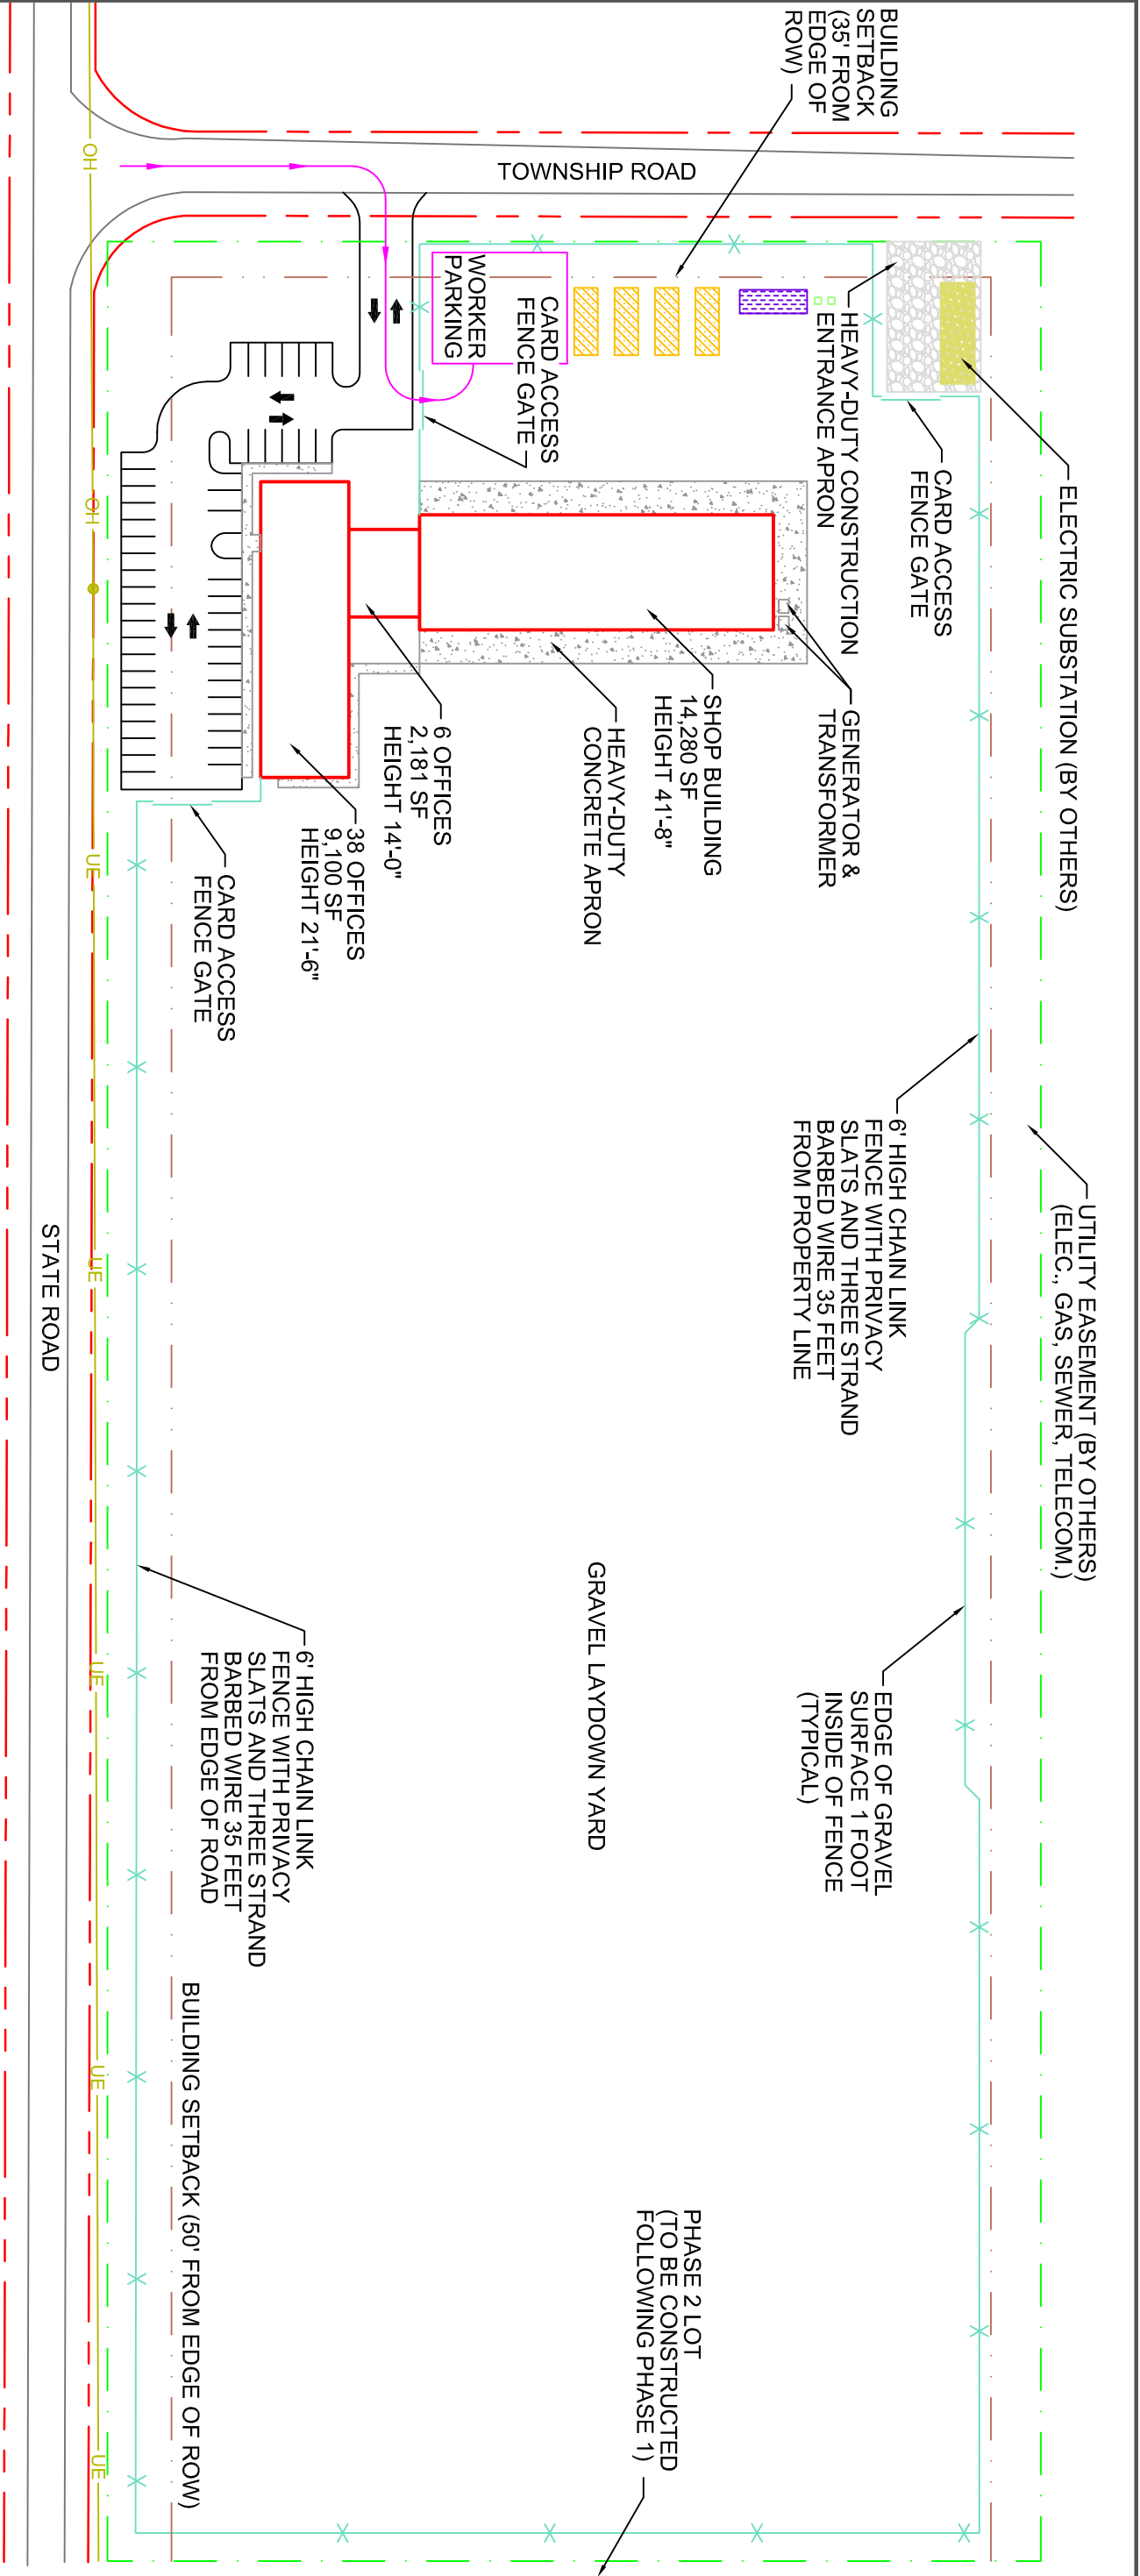 BUILDING
SETBACK
(35' FROM
EDGE OF
ROW)
TOWNSHIP ROAD
OH
WORKER
PARKING
CARD ACCESS
FENCE GATE
HEAVY-DUTY CONSTRUCTION
ENTRANCE APRON
CARD ACCESS
FENCE GATE
ELECTRIC SUBSTATION (BY OTHERS)
OH
GENERATOR &
TRANSFORMER
SHOP BUILDING
14,280 SF
HEIGHT 41'-8"
HEAVY-DUTY
CONCRETE APRON
6 OFFICES
2,181 SF
HEIGHT 14'-0"
38 OFFICES
9,100 SF
HEIGHT 21'-6"
CARD ACCESS
FENCE GATE
UE
UTILITY EASEMENT (BY OTHERS)
(ELEC., GAS, SEWER, TELECOM.)
6' HIGH CHAIN LINK
FENCE WITH PRIVACY
SLATS AND THREE STRAND
BARBED WIRE 35 FEET
FROM PROPERTY LINE
UE
STATE ROAD
GRAVEL LAYDOWN YARD
EDGE OF GRAVEL
SURFACE 1 FOOT
INSIDE OF FENCE
(TYPICAL)
6' HIGH CHAIN LINK
FENCE WITH PRIVACY
SLATS AND THREE STRAND
BARBED WIRE 35 FEET
FROM EDGE OF ROAD
UE
BUILDING SETBACK (50' FROM EDGE OF ROW)
UE
PHASE 2 LOT
(TO BE CONSTRUCTED
FOLLOWING PHASE 1)
UE